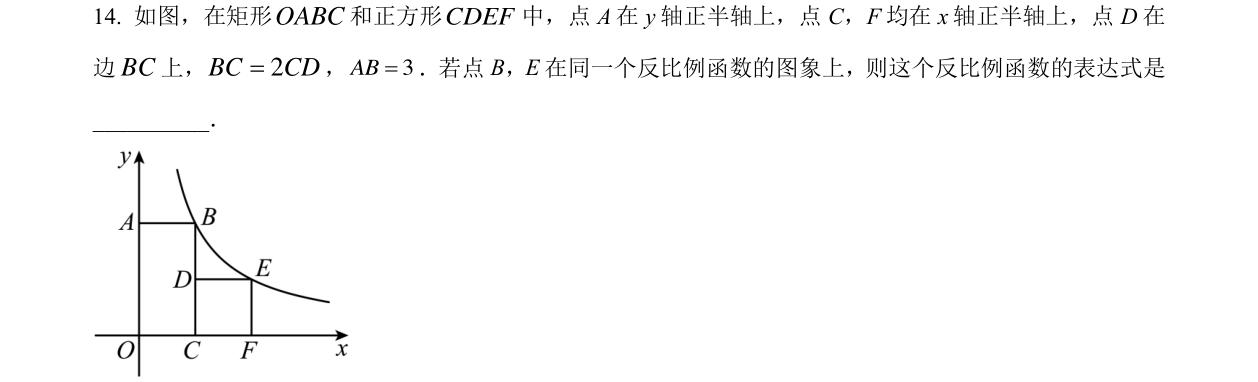 14. 如图，在矩形OABC和正方形CDEF中，点A在y轴正半轴上，点C，F均在x轴正半轴上，点D在
边BC上，BC=2CD，AB=3．若点B，E在同一个反比例函数的图象上，则这个反比例函数的表达式是
__________．
y
A
B
D
E
O
C
F
x